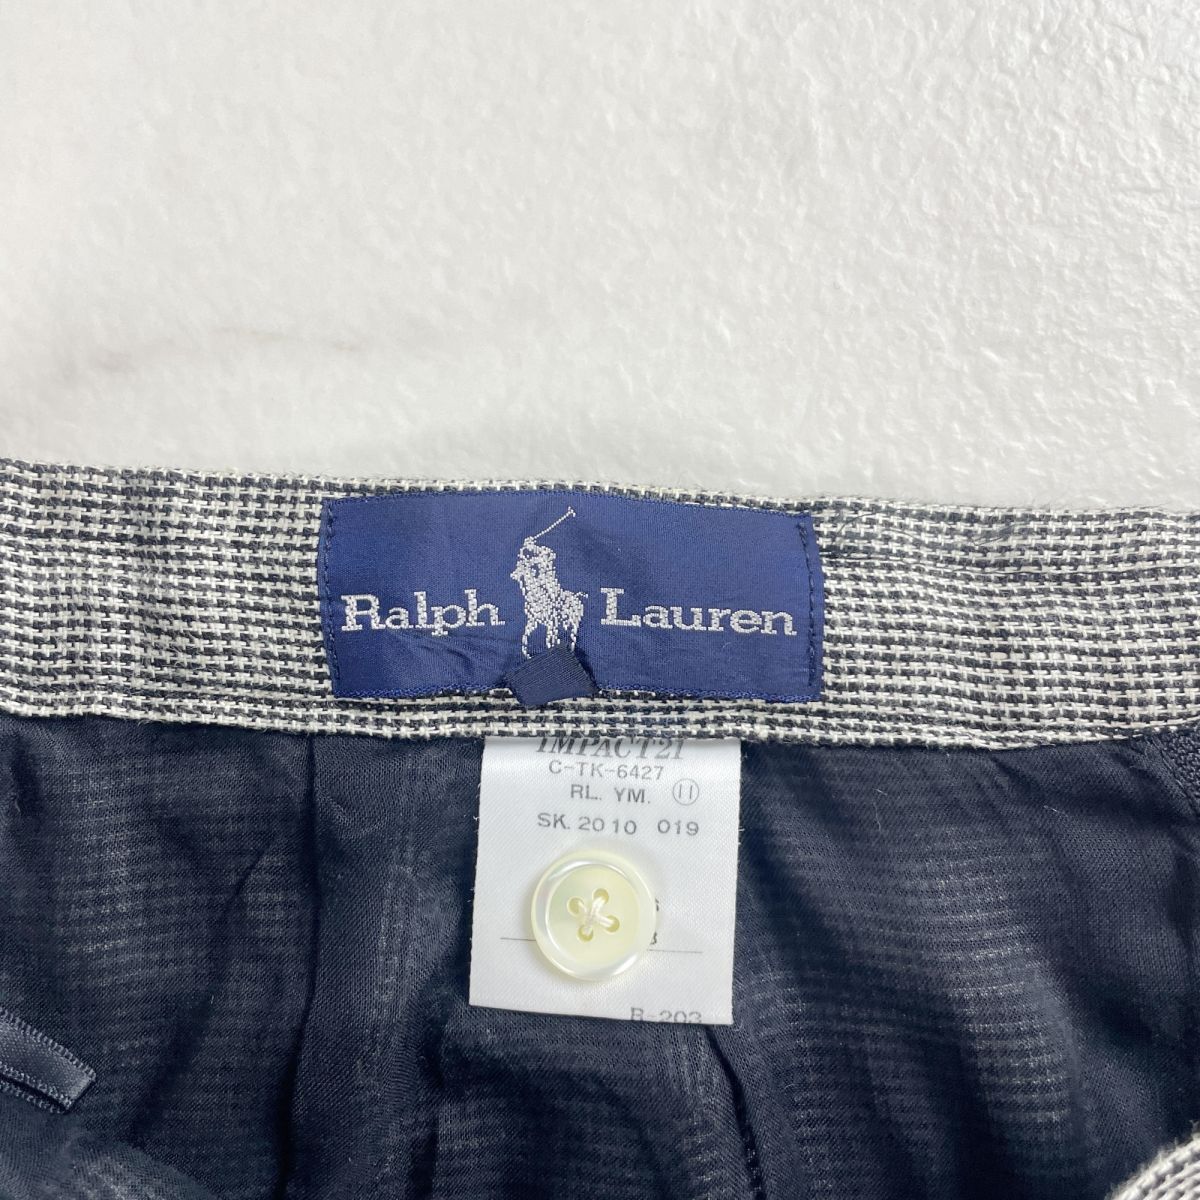 Ralph Lauren
IMPACT21
C-TK-6427
RL. YM. ⑪
SK. 2010 019
R-203